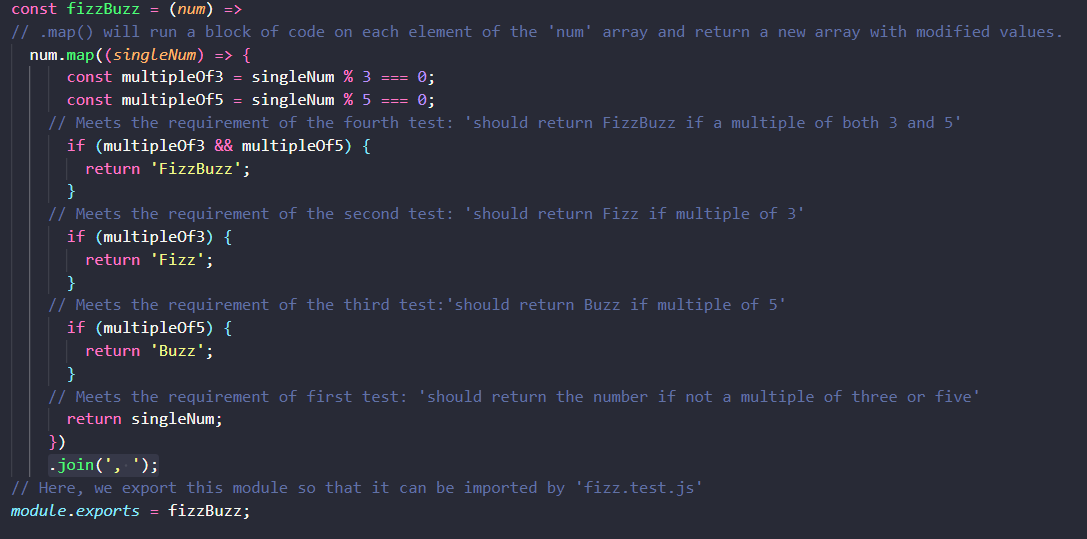 const fizzBuzz = (num) =>
// .map() will run a block of code on each element of the 'num' array and return a new array with modified values.
  num.map((singleNum) => {
      const multipleOf3 = singleNum % 3 === 0;
      const multipleOf5 = singleNum % 5 === 0;
    // Meets the requirement of the fourth test: 'should return FizzBuzz if a multiple of both 3 and 5'
      if (multipleOf3 && multipleOf5) {
        return 'FizzBuzz';
      }
    // Meets the requirement of the second test: 'should return Fizz if multiple of 3'
      if (multipleOf3) {
        return 'Fizz';
      }
    // Meets the requirement of the third test:'should return Buzz if multiple of 5'
      if (multipleOf5) {
        return 'Buzz';
      }
    // Meets the requirement of first test: 'should return the number if not a multiple of three or five'
      return singleNum;
    })
    .join(', ');
// Here, we export this module so that it can be imported by 'fizz.test.js'
module.exports = fizzBuzz;